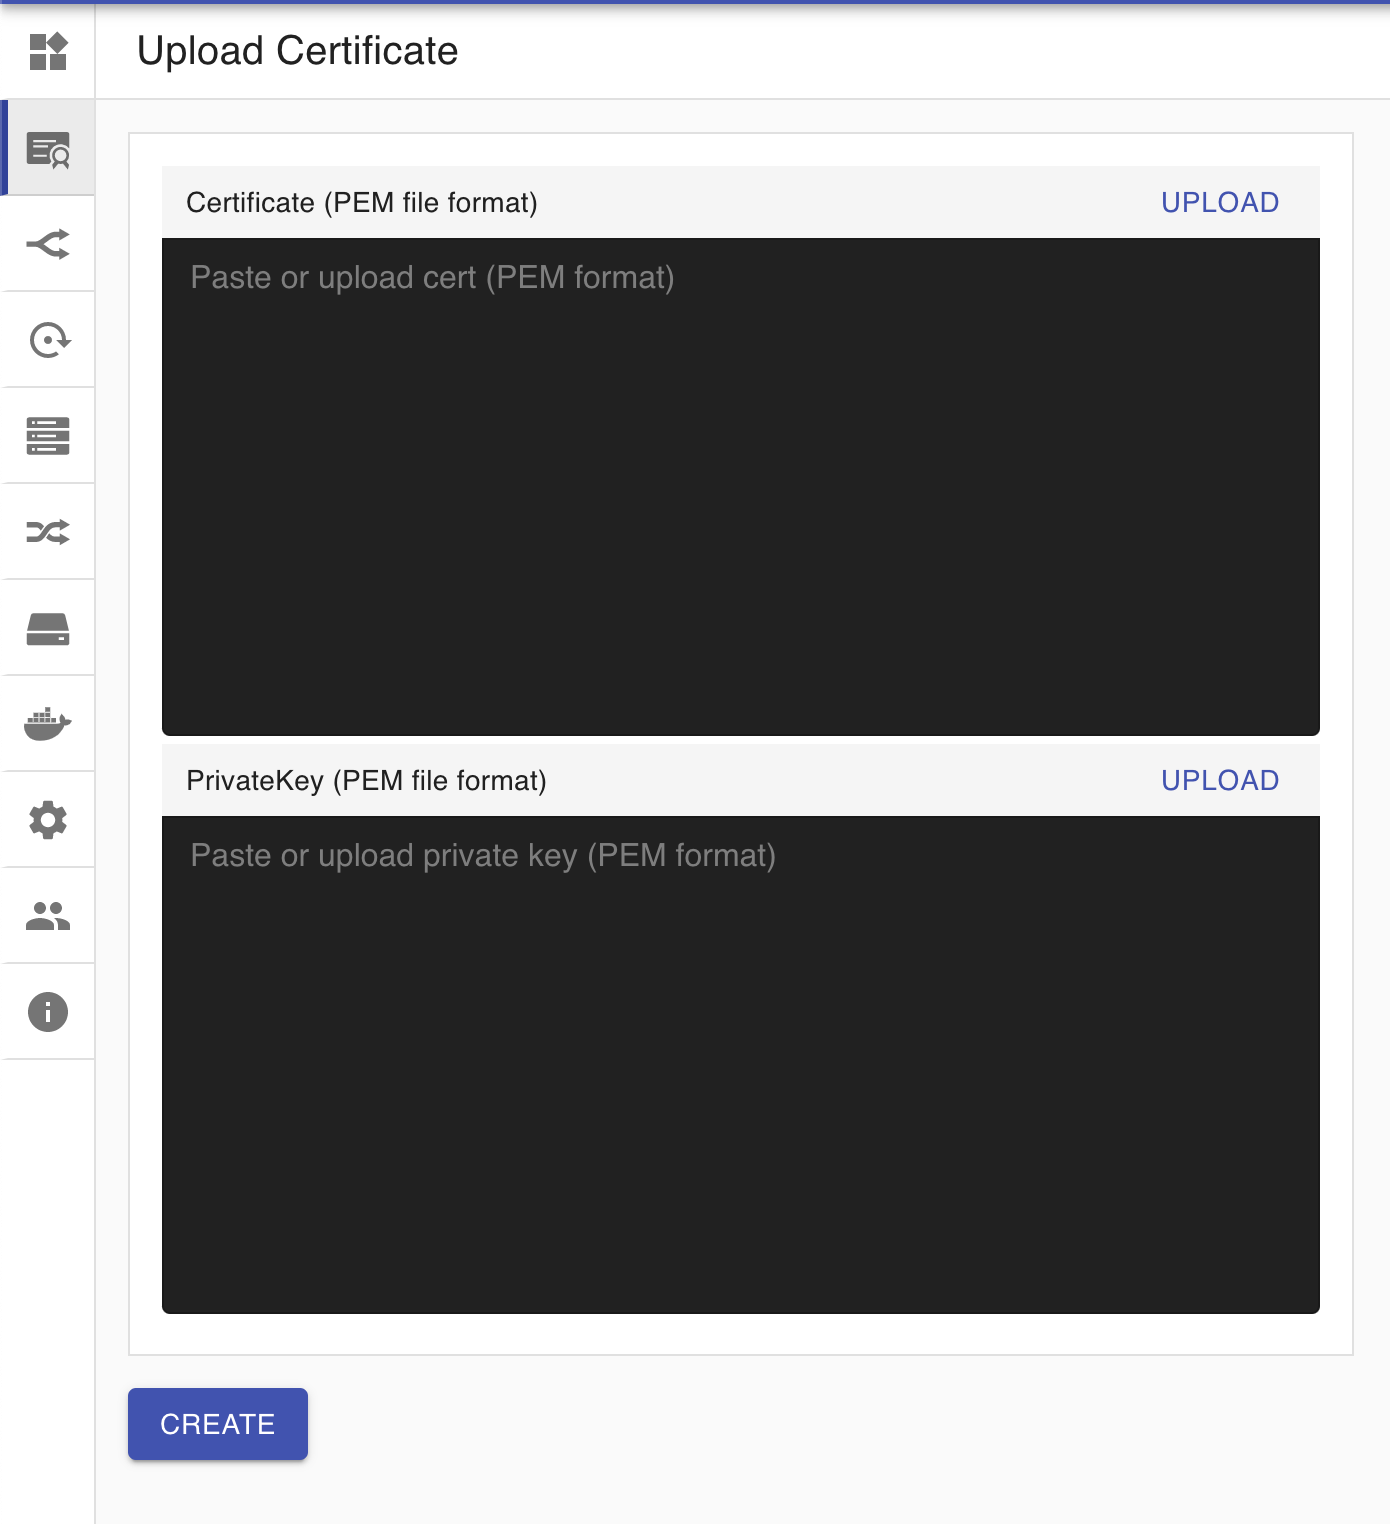 Upload Certificate
Certificate (PEM file format)
UPLOAD
Paste or upload cert (PEM format)
PrivateKey (PEM file format)
UPLOAD
Paste or upload private key (PEM format)
CREATE